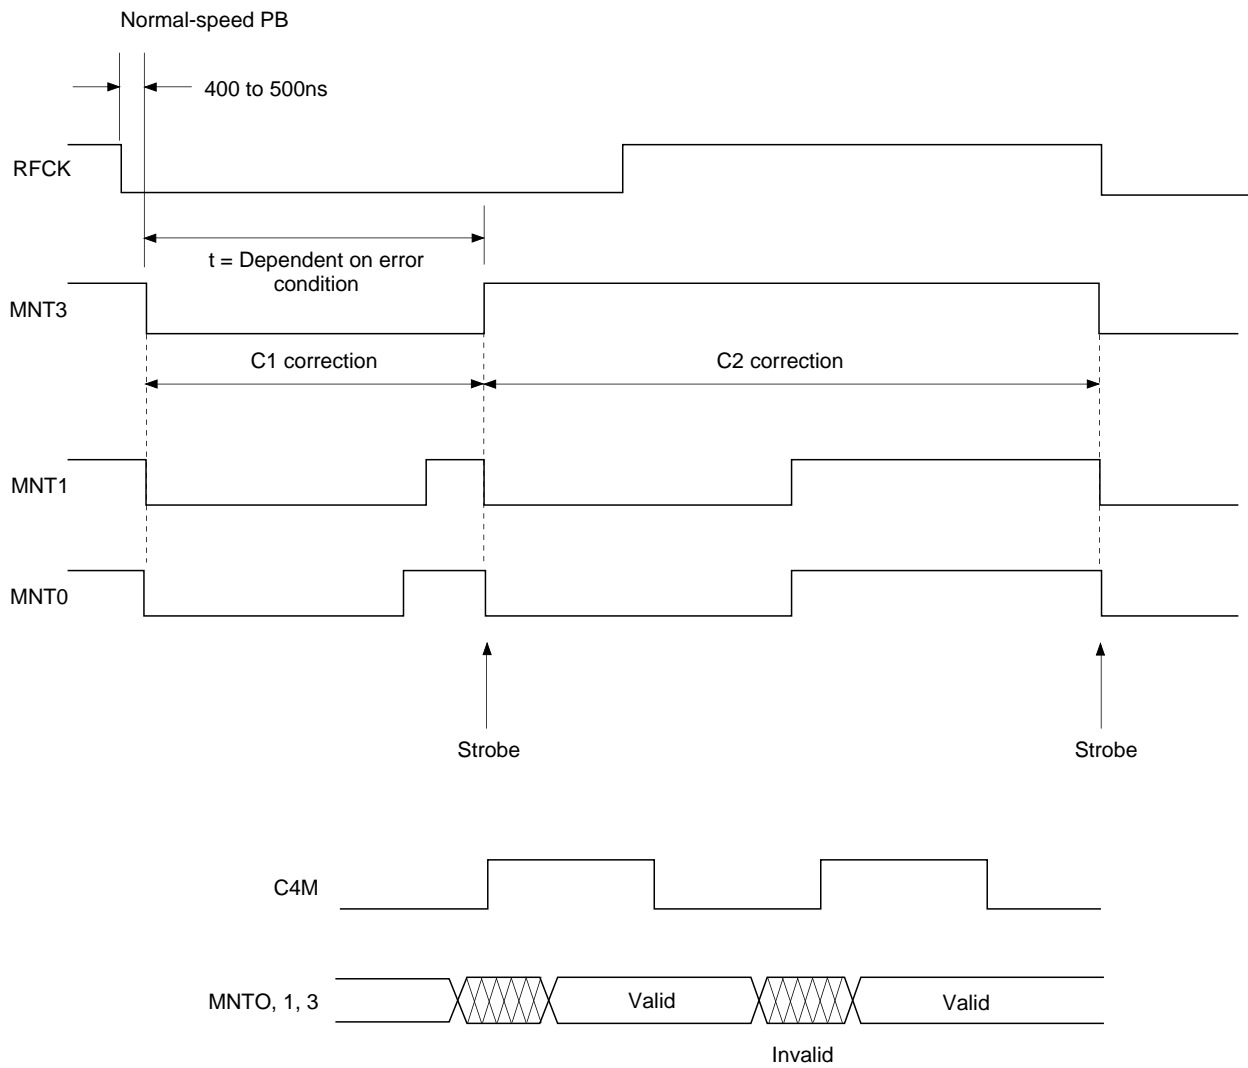 Normal-speed PB
400 to 500ns
RFCK
t = Dependent on error
condition
MNT3
C1 correction
C2 correction
MNT1
MNT0
Strobe
Strobe
C4M
MNTO, 1, 3
Valid
Valid
Invalid